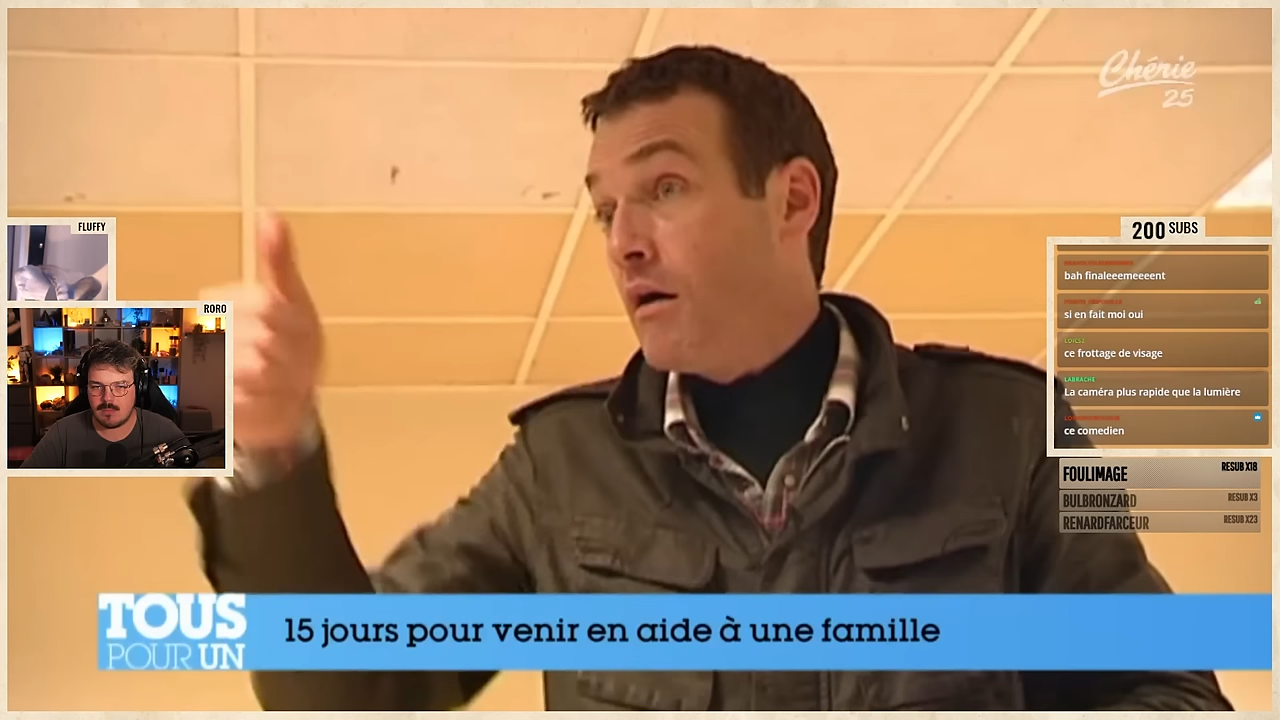 Chérie
25
FLUFFY
RORO
200 SUBS
bah finaleeemeeeent
si en fait moi oui
LOICSZ
ce frottage de visage
LABRACHE
La caméra plus rapide que la lumière
ce comedien
FOULIMAGE RESUB X18
BULBRONZARD RESUB X3
RENARDFARCEUR RESUB X23
TOUS
POUR UN
15 jours pour venir en aide à une famille